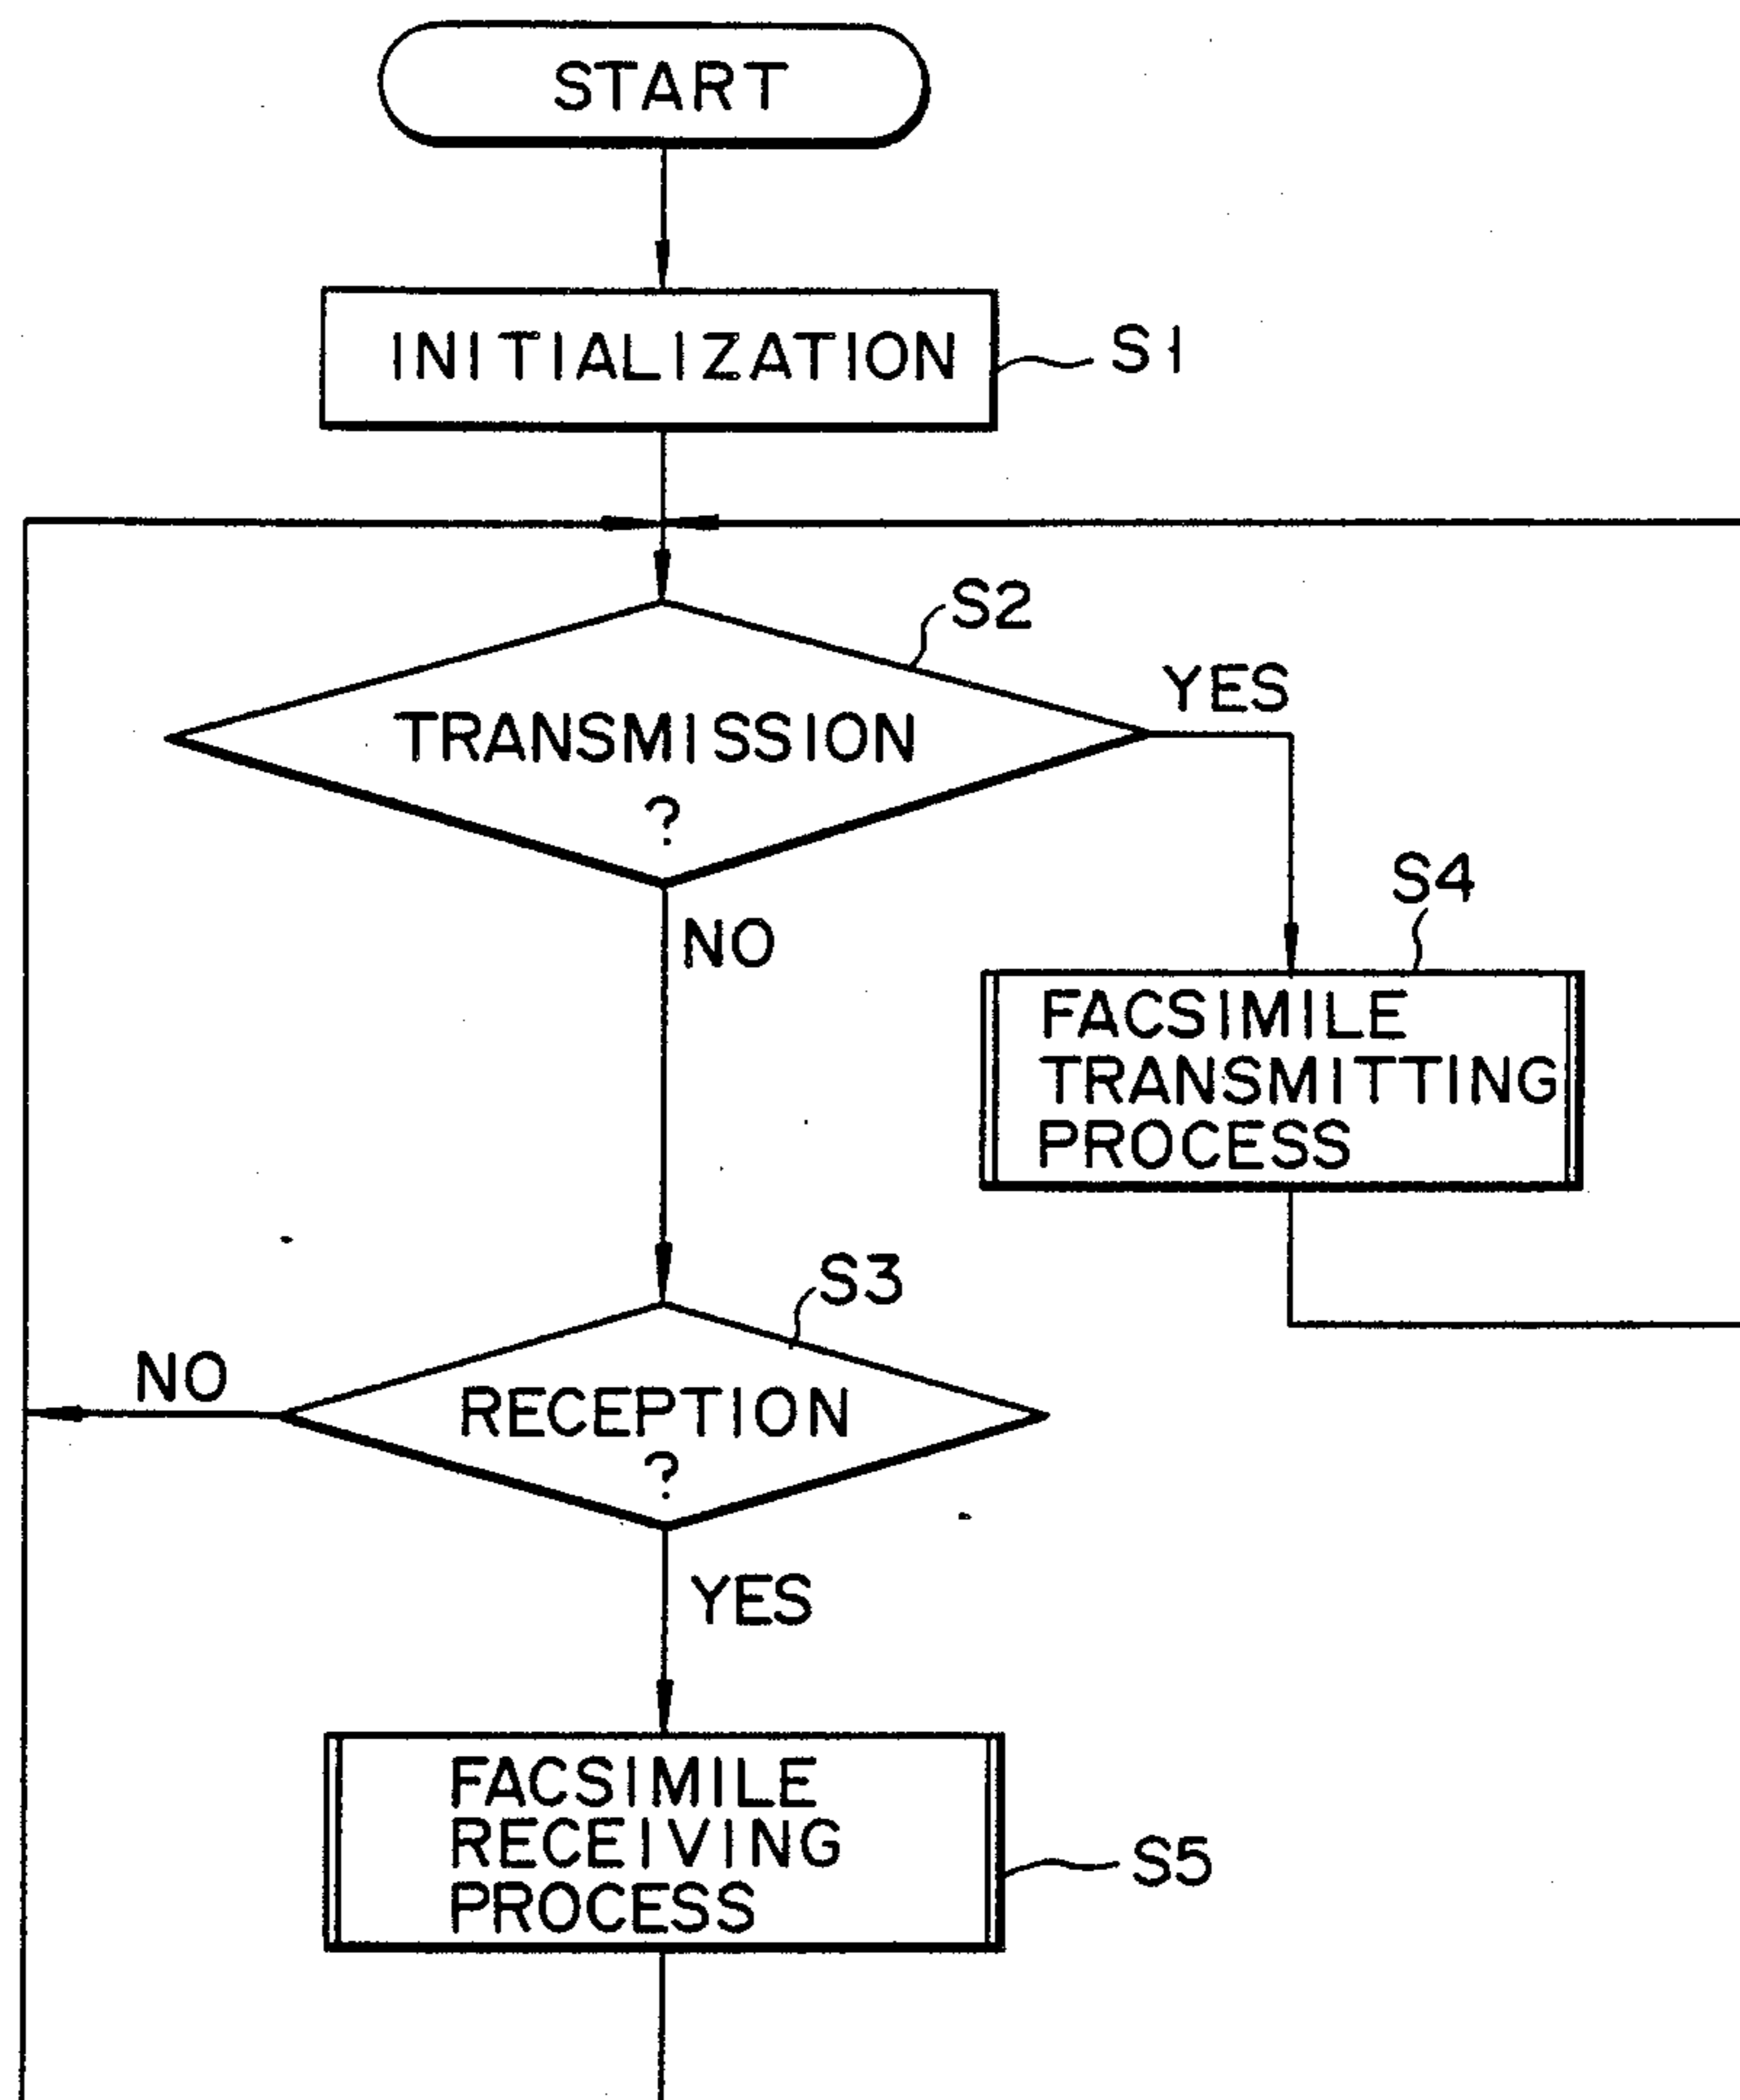 START
INITIALIZATION
S1
S2
TRANSMISSION
?
YES
NO
S4
FACSIMILE
TRANSMITTING
PROCESS
S3
RECEPTION
?
NO
YES
FACSIMILE
RECEIVING
PROCESS
S5